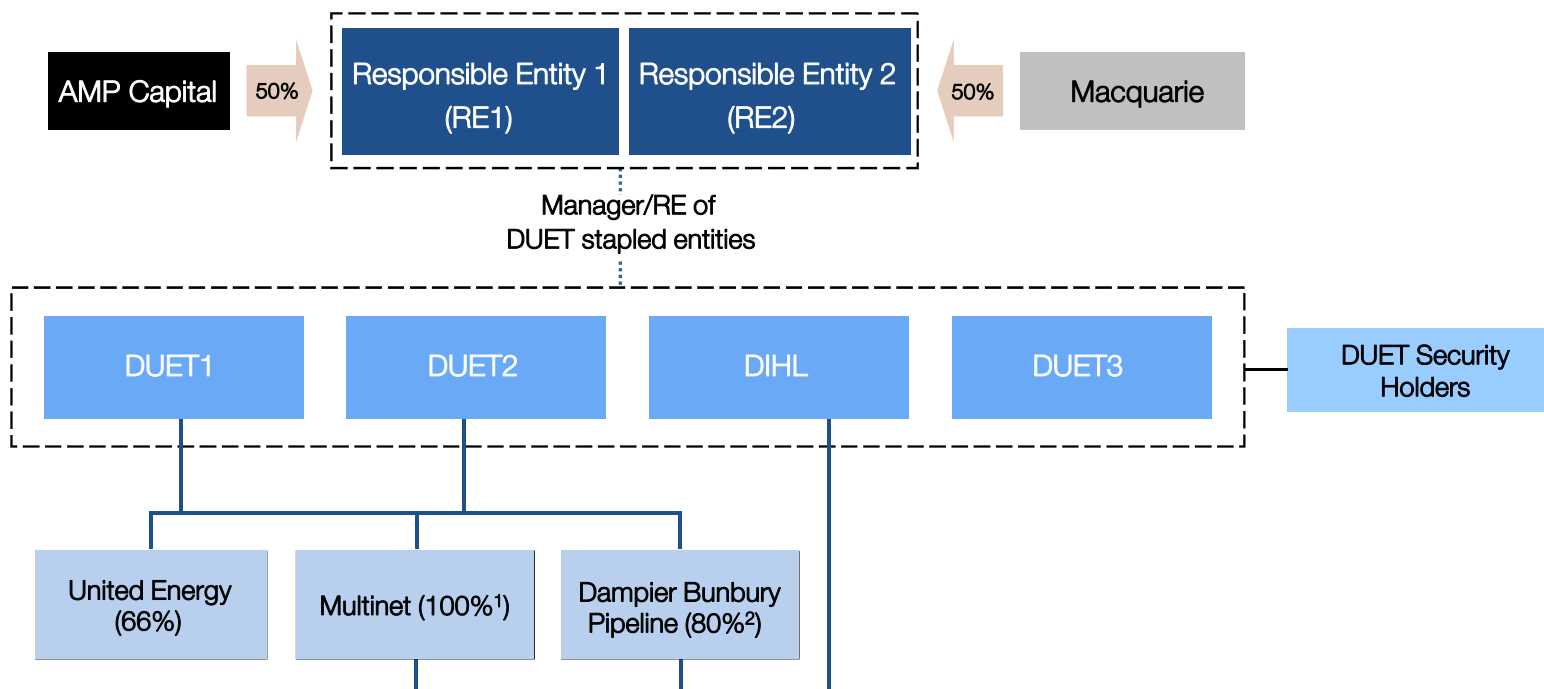 AMP Capital
50%
Responsible Entity 1
(RE1)
Responsible Entity 2
(RE2)
50%
Macquarie
Manager/RE of
DUET stapled entities
DUET1
DUET2
DIHL
DUET3
DUET Security
Holders
United Energy
(66%)
Multinet (100%¹)
Dampier Bunbury
Pipeline (80%²)